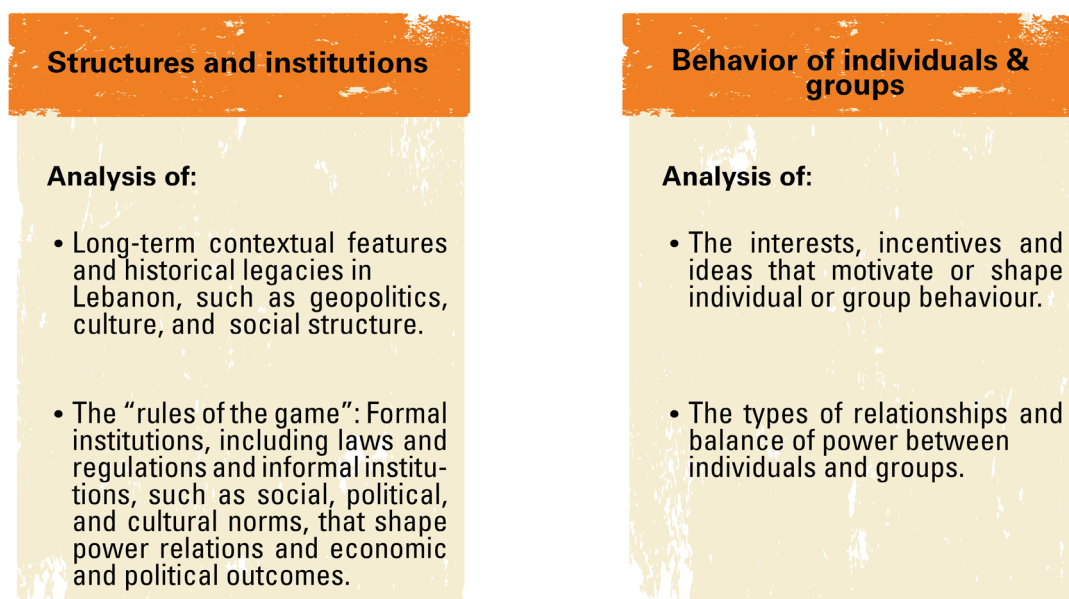 Structures and institutions
Analysis of:
• Long-term contextual features
and historical legacies in
Lebanon, such as geopolitics,
culture, and social structure.
• The “rules of the game”: Formal
institutions, including laws and
regulations and informal institu-
tions, such as social, political,
and cultural norms, that shape
power relations and economic
and political outcomes.
Behavior of individuals &
groups
Analysis of:
• The interests, incentives and
ideas that motivate or shape
individual or group behaviour.
• The types of relationships and
balance of power between
individuals and groups.